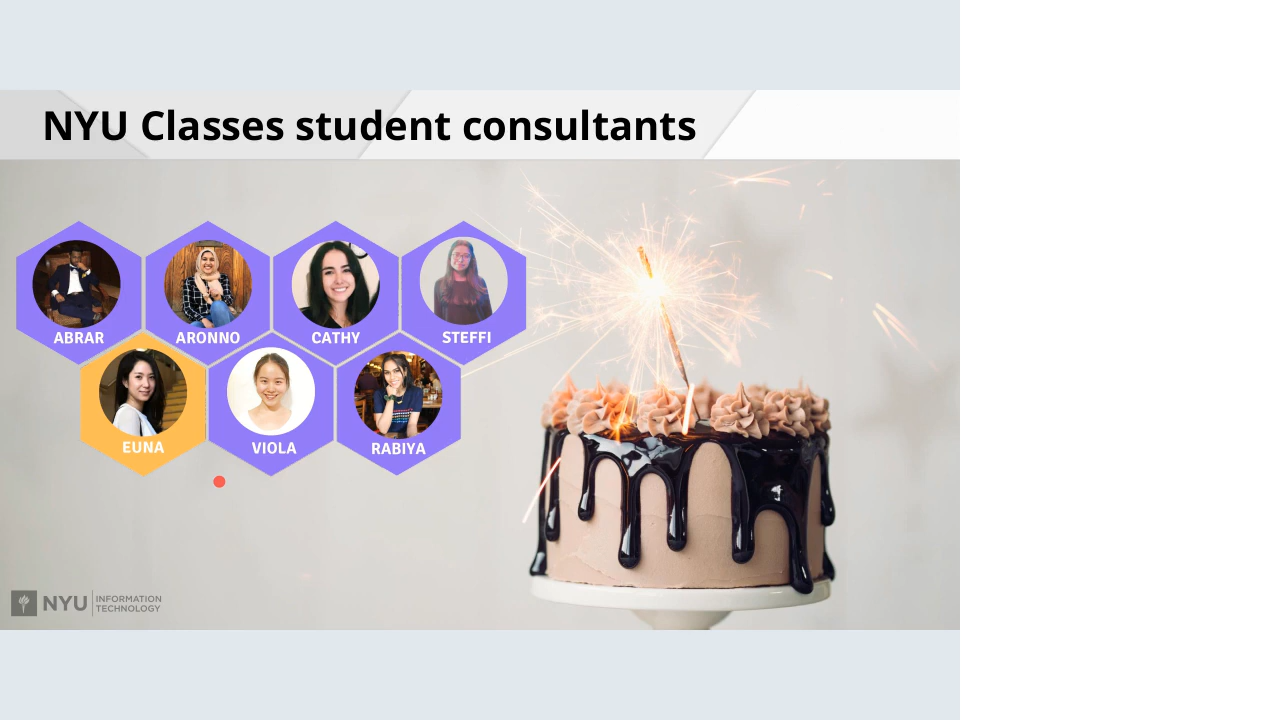 NYU Classes student consultants
ABRAR ARONNO CATHY STEFFI
EUNA VIOLA RABIYA
NYU INFORMATION
TECHNOLOGY